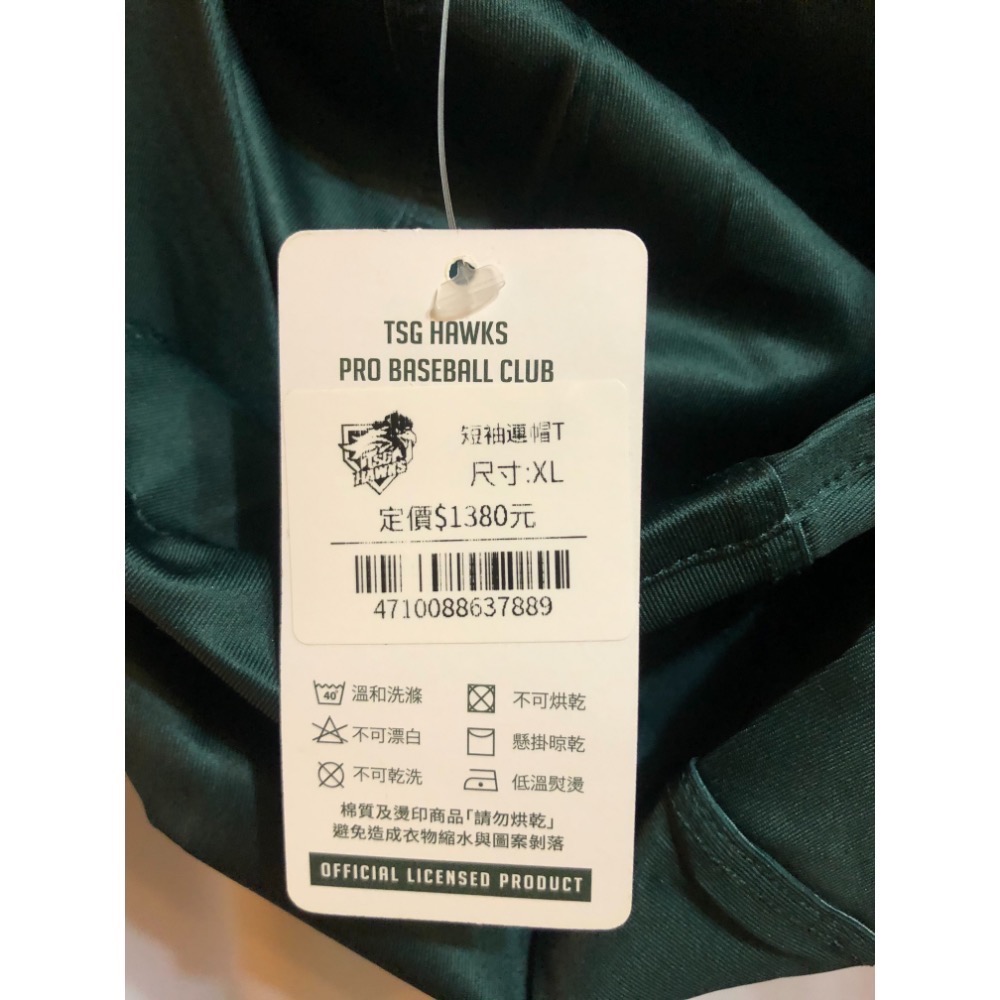 TSG HAWKS
PRO BASEBALL CLUB
TSG
HAWKS
短袖連帽T
尺寸:XL
定價$1380元
4710088637889
40° 溫和洗滌
不可烘乾
不可漂白
懸掛晾乾
不可乾洗
低溫熨燙
棉質及燙印商品「請勿烘乾」
避免造成衣物縮水與圖案剝落
OFFICIAL LICENSED PRODUCT